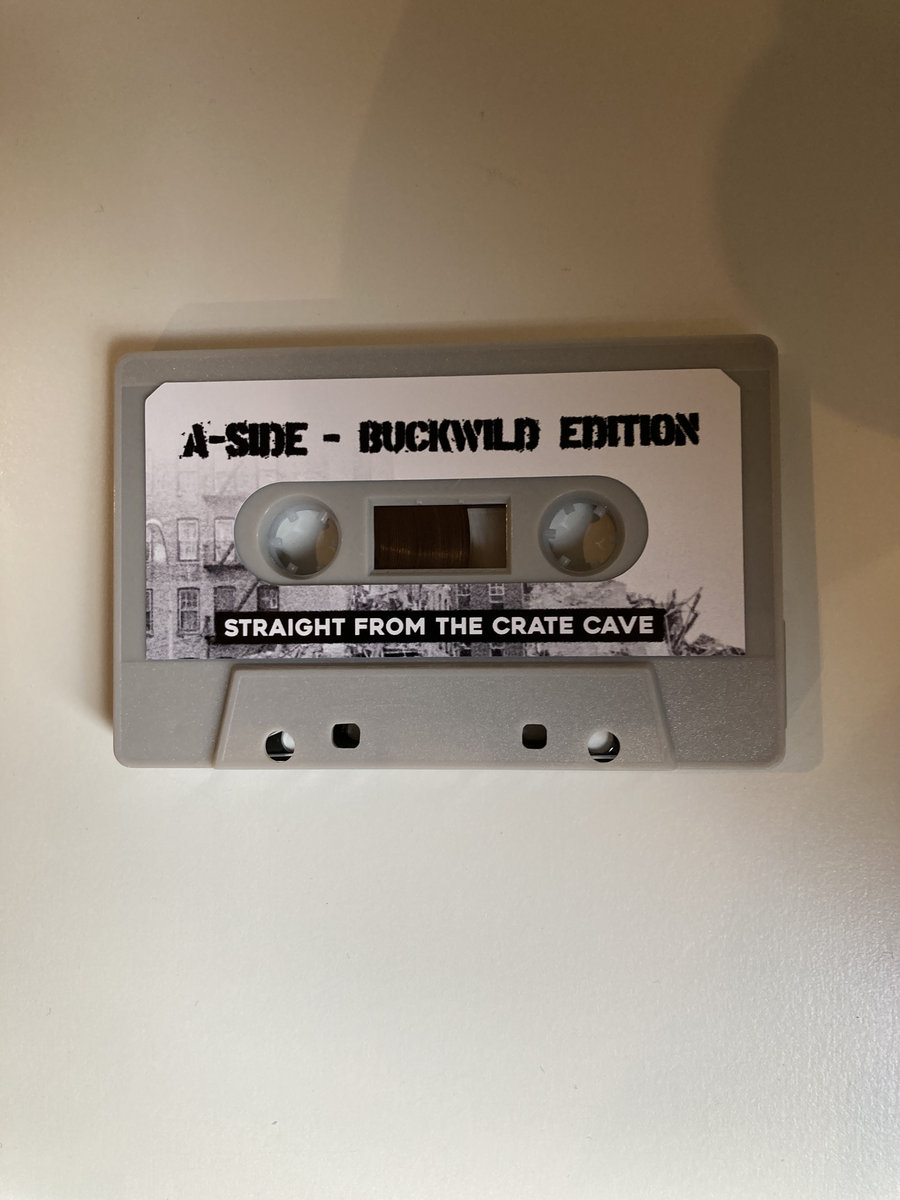 A-SIDE - BUCKWILD EDITION
STRAIGHT FROM THE CRATE CAVE